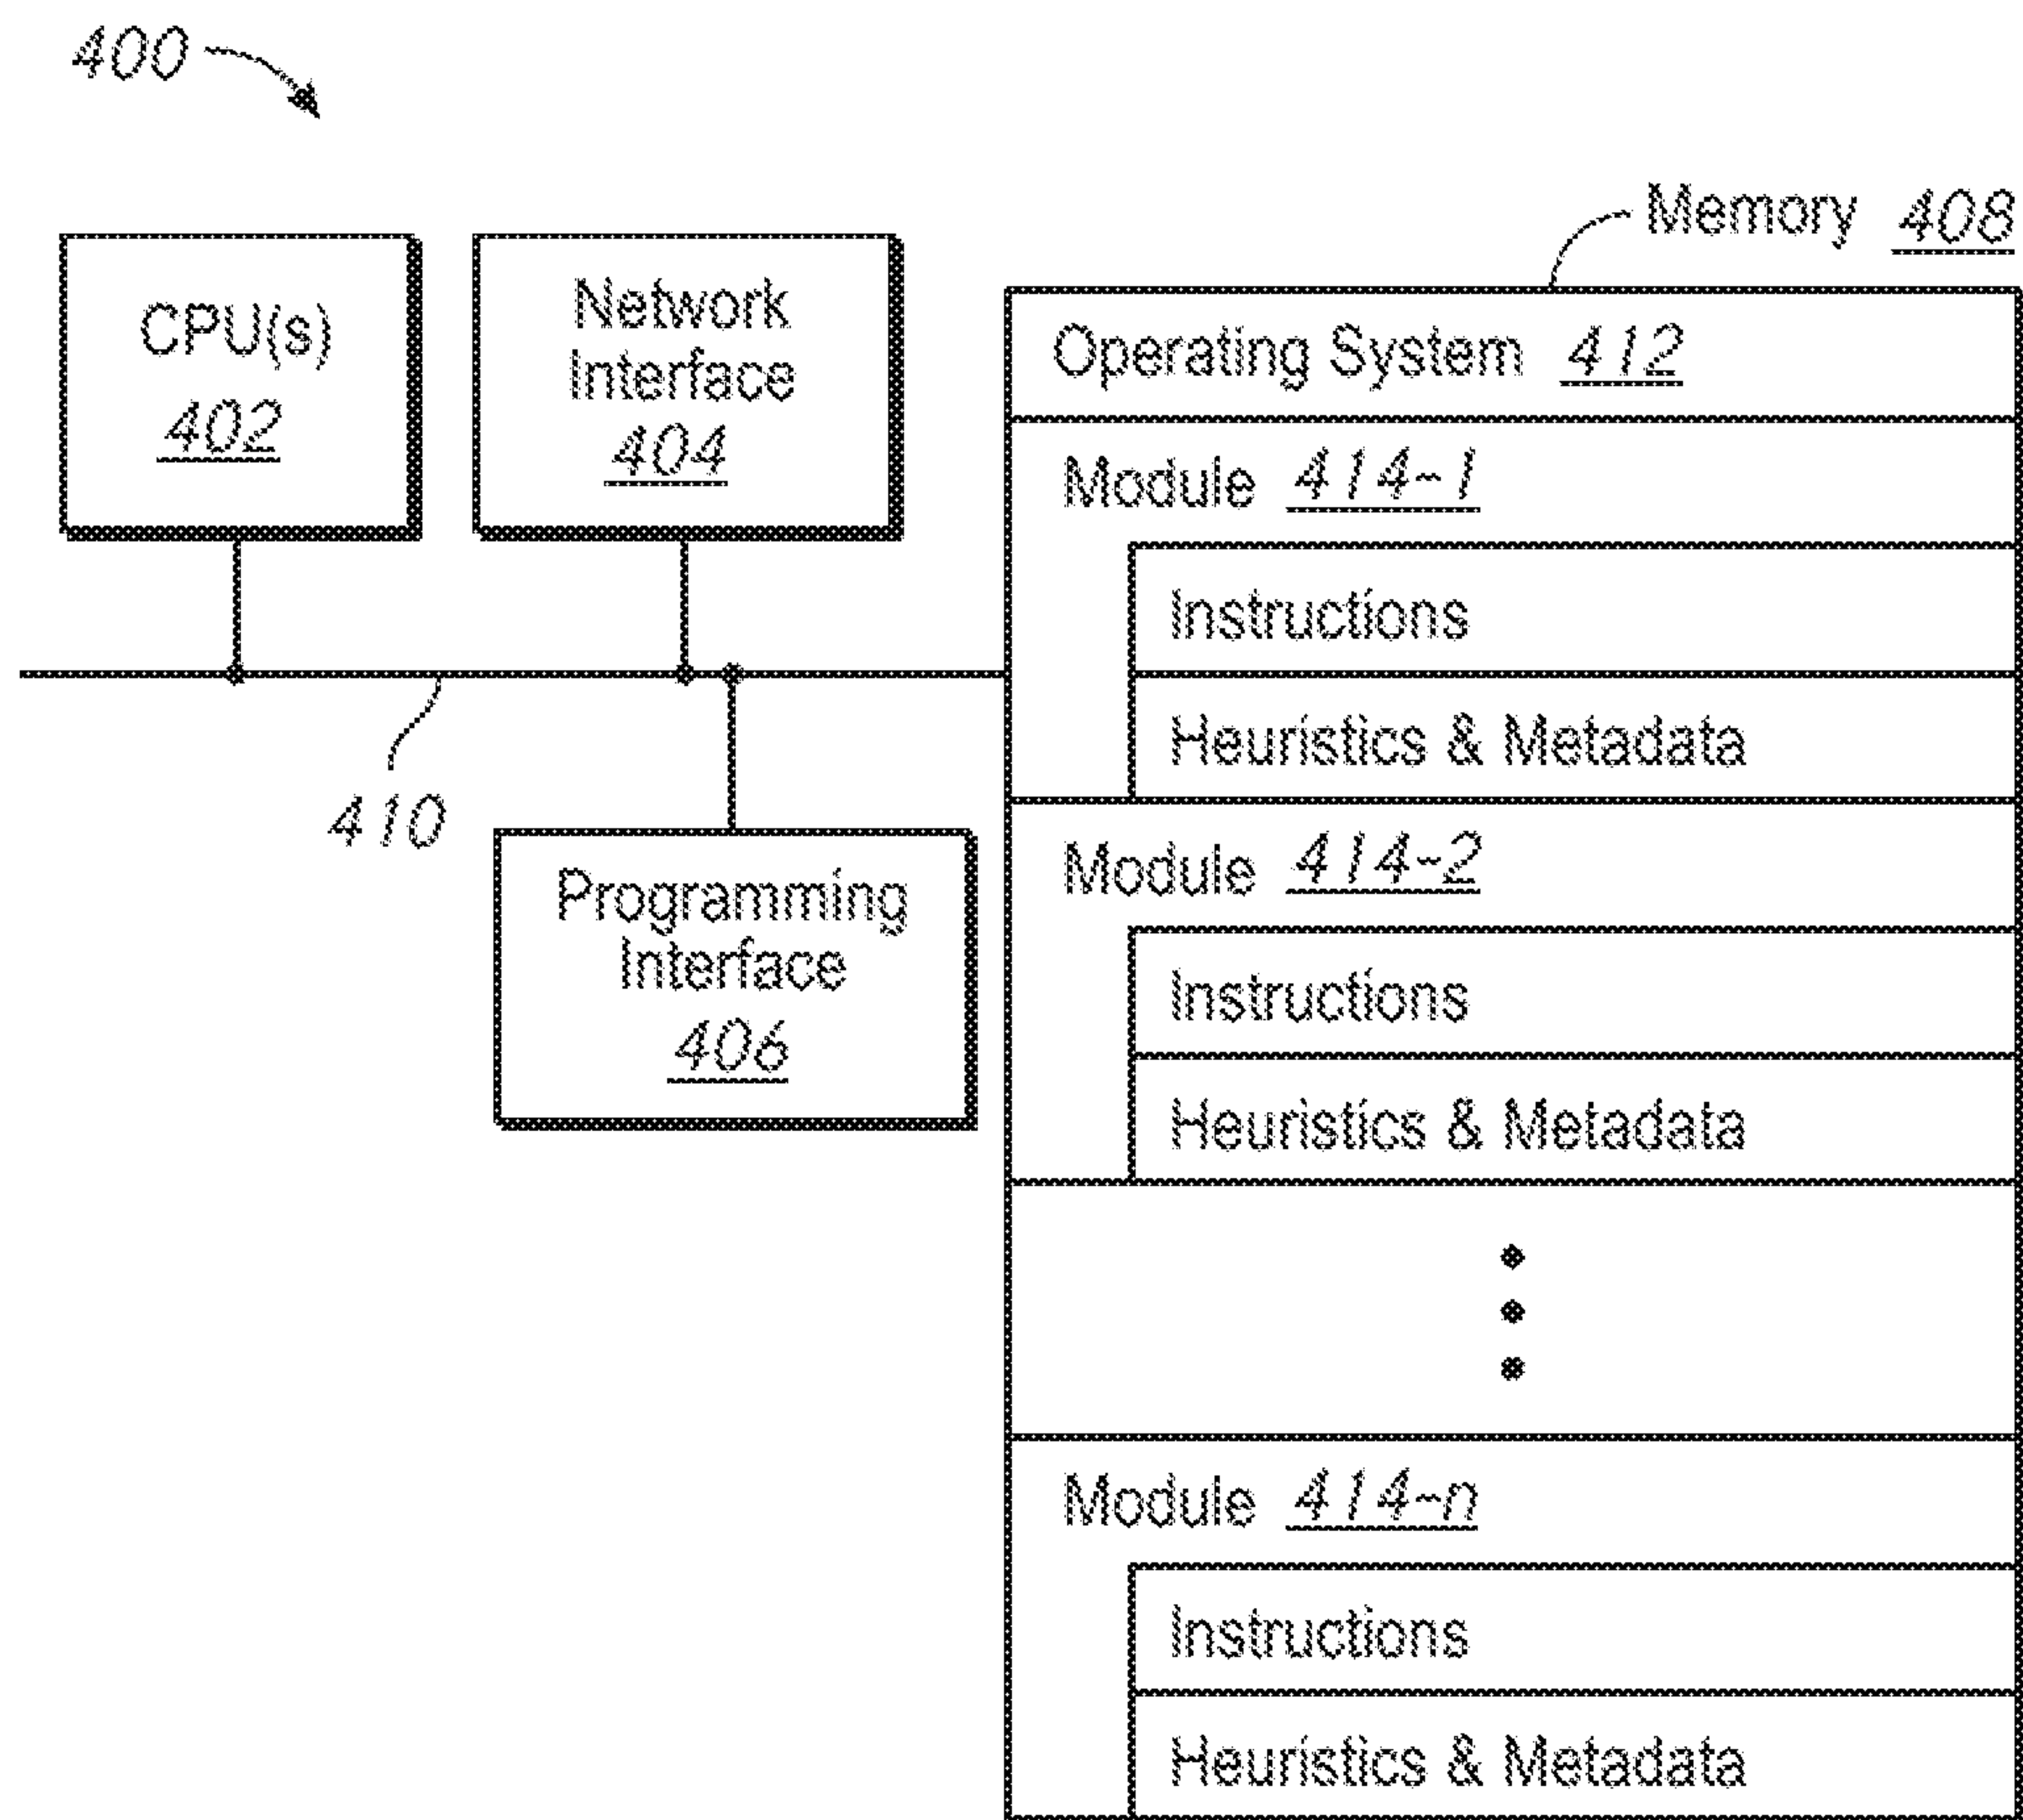 400
Memory 408
CPU(s)
402
Network
Interface
404
Operating System 412
Module 414-1
Instructions
Heuristics & Metadata
410
Programming
Interface
406
Module 414-2
Instructions
Heuristics & Metadata
Module 414-n
Instructions
Heuristics & Metadata